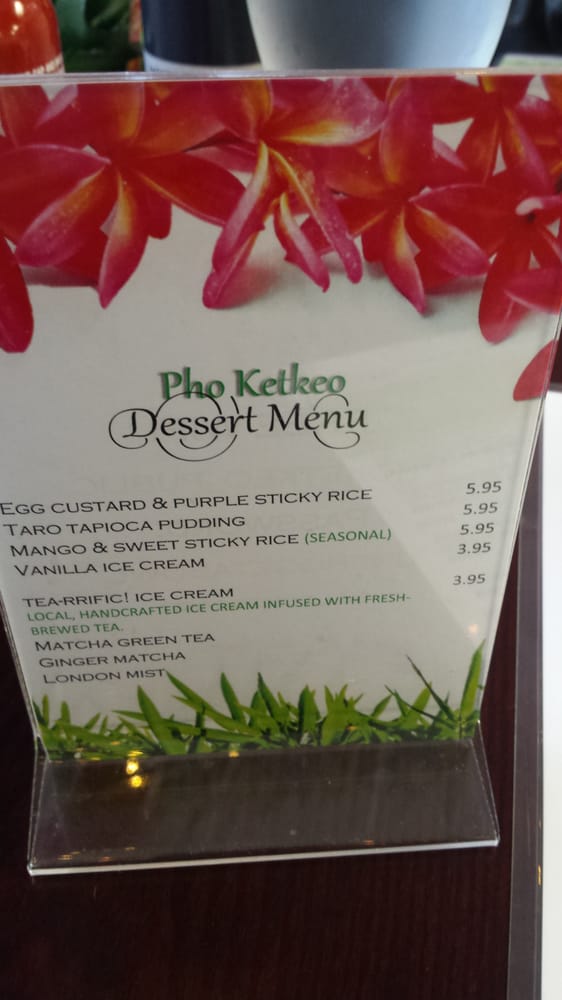 Pho Ketkeo
Dessert Menu
EGG CUSTARD & PURPLE STICKY RICE 5.95
TARO TAPIOCA PUDDING 5.95
MANGO & SWEET STICKY RICE (SEASONAL) 5.95
VANILLA ICE CREAM 3.95
TEA-RRIFIC! ICE CREAM 3.95
LOCAL, HANDCRAFTED ICE CREAM INFUSED WITH FRESH-
BREWED TEA.
MATCHA GREEN TEA
GINGER MATCHA
LONDON MIST